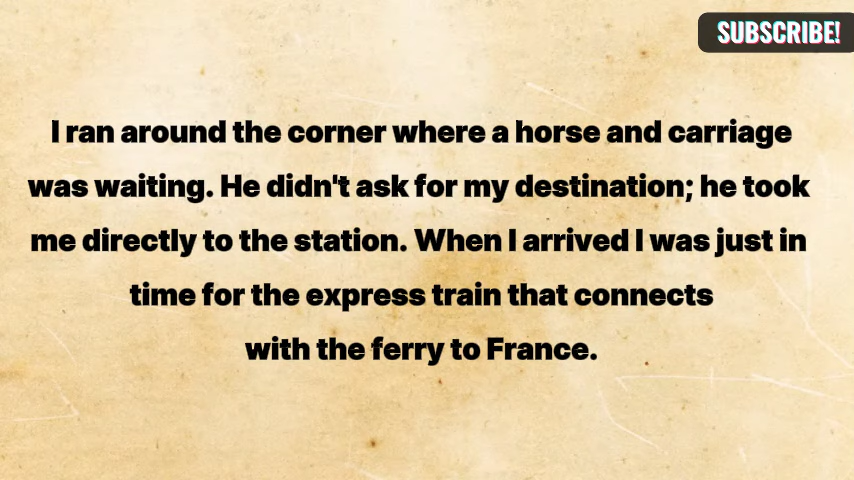 SUBSCRIBE!
I ran around the corner where a horse and carriage
was waiting. He didn't ask for my destination; he took
me directly to the station. When I arrived I was just in
time for the express train that connects
with the ferry to France.